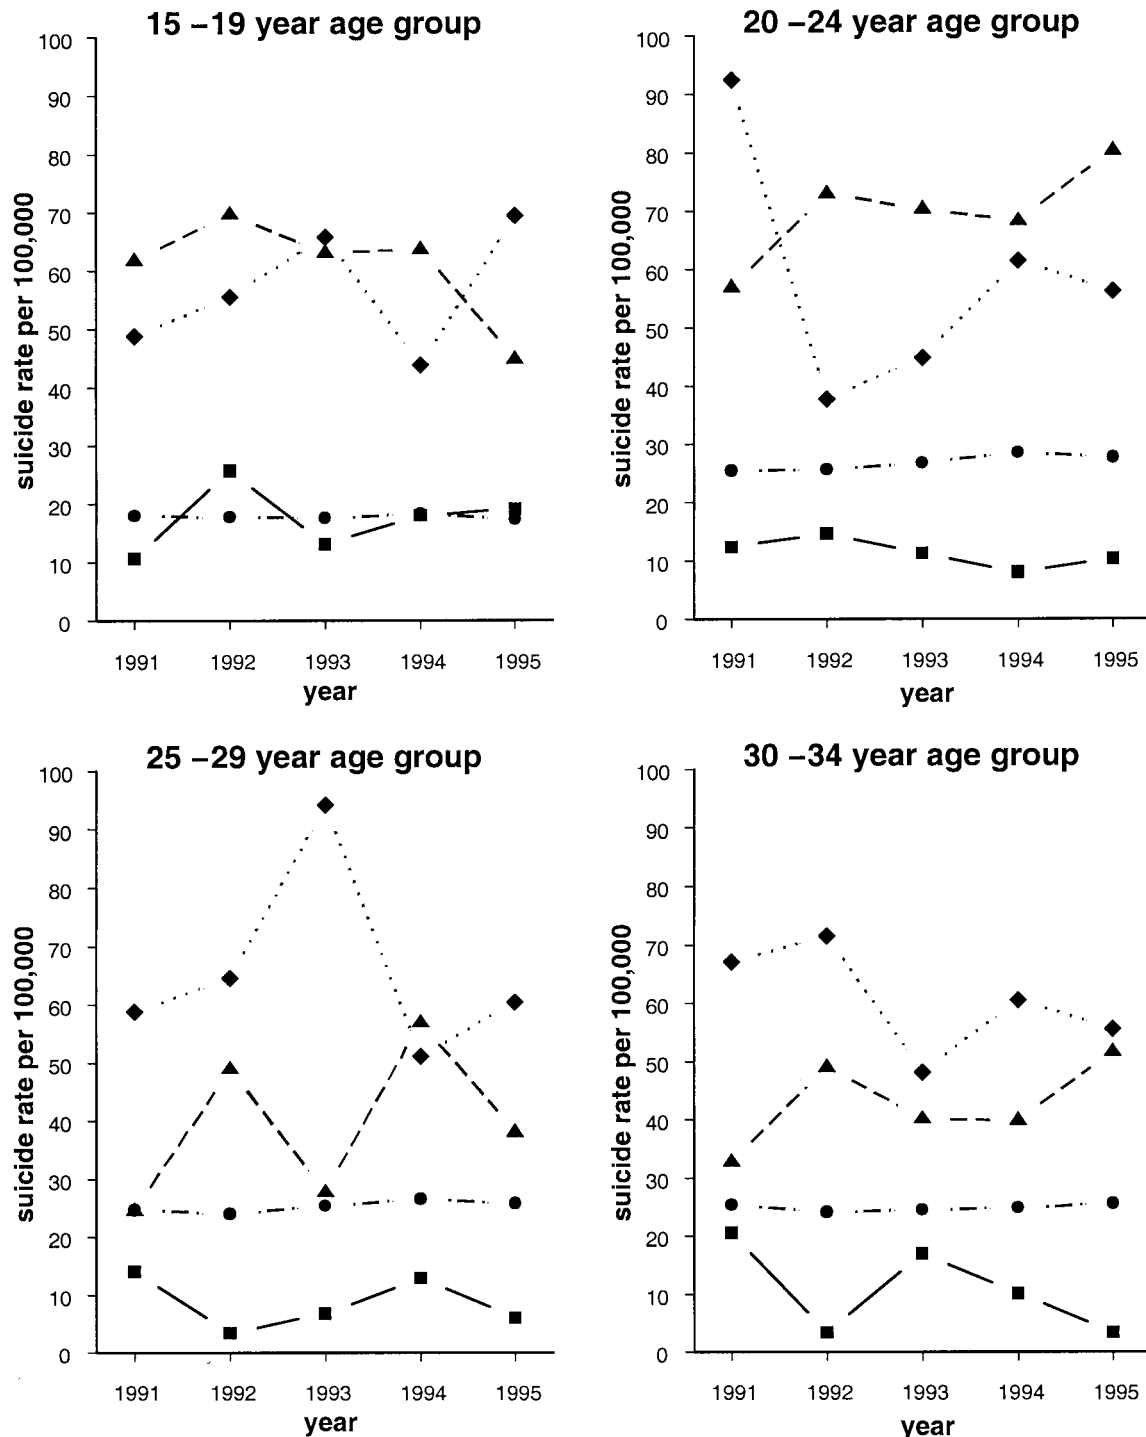 15 –19 year age group
100
90
80
70
60
50
40
30
20
10
0
suicide rate per 100,000
1991 1992 1993 1994 1995
year
20 –24 year age group
100
90
80
70
60
50
40
30
20
10
0
suicide rate per 100,000
1991 1992 1993 1994 1995
year
25 –29 year age group
100
90
80
70
60
50
40
30
20
10
0
suicide rate per 100,000
1991 1992 1993 1994 1995
year
30 –34 year age group
100
90
80
70
60
50
40
30
20
10
0
suicide rate per 100,000
1991 1992 1993 1994 1995
year